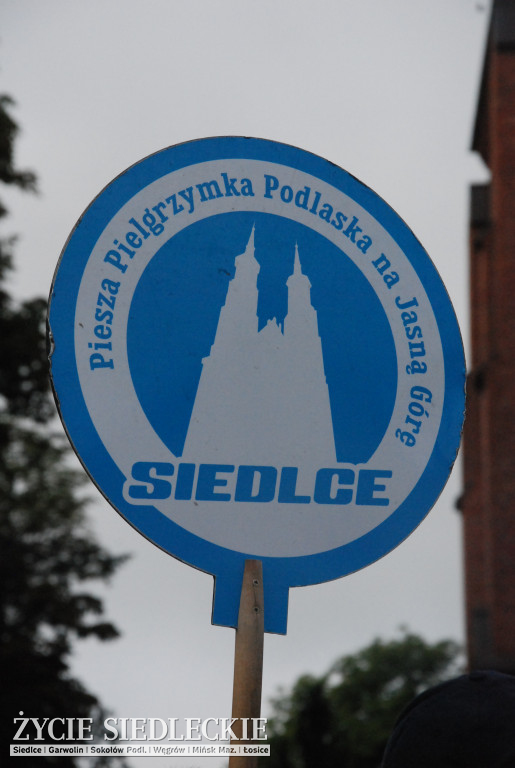 Piesza Pielgrzymka Podlaska na Jasną Górę
SIEDLCE
ŻYCIE SIEDLECKIE
Siedlce | Garwolin | Sokołów Podl. | Węgrów | Mińsk Maz. | Łosice